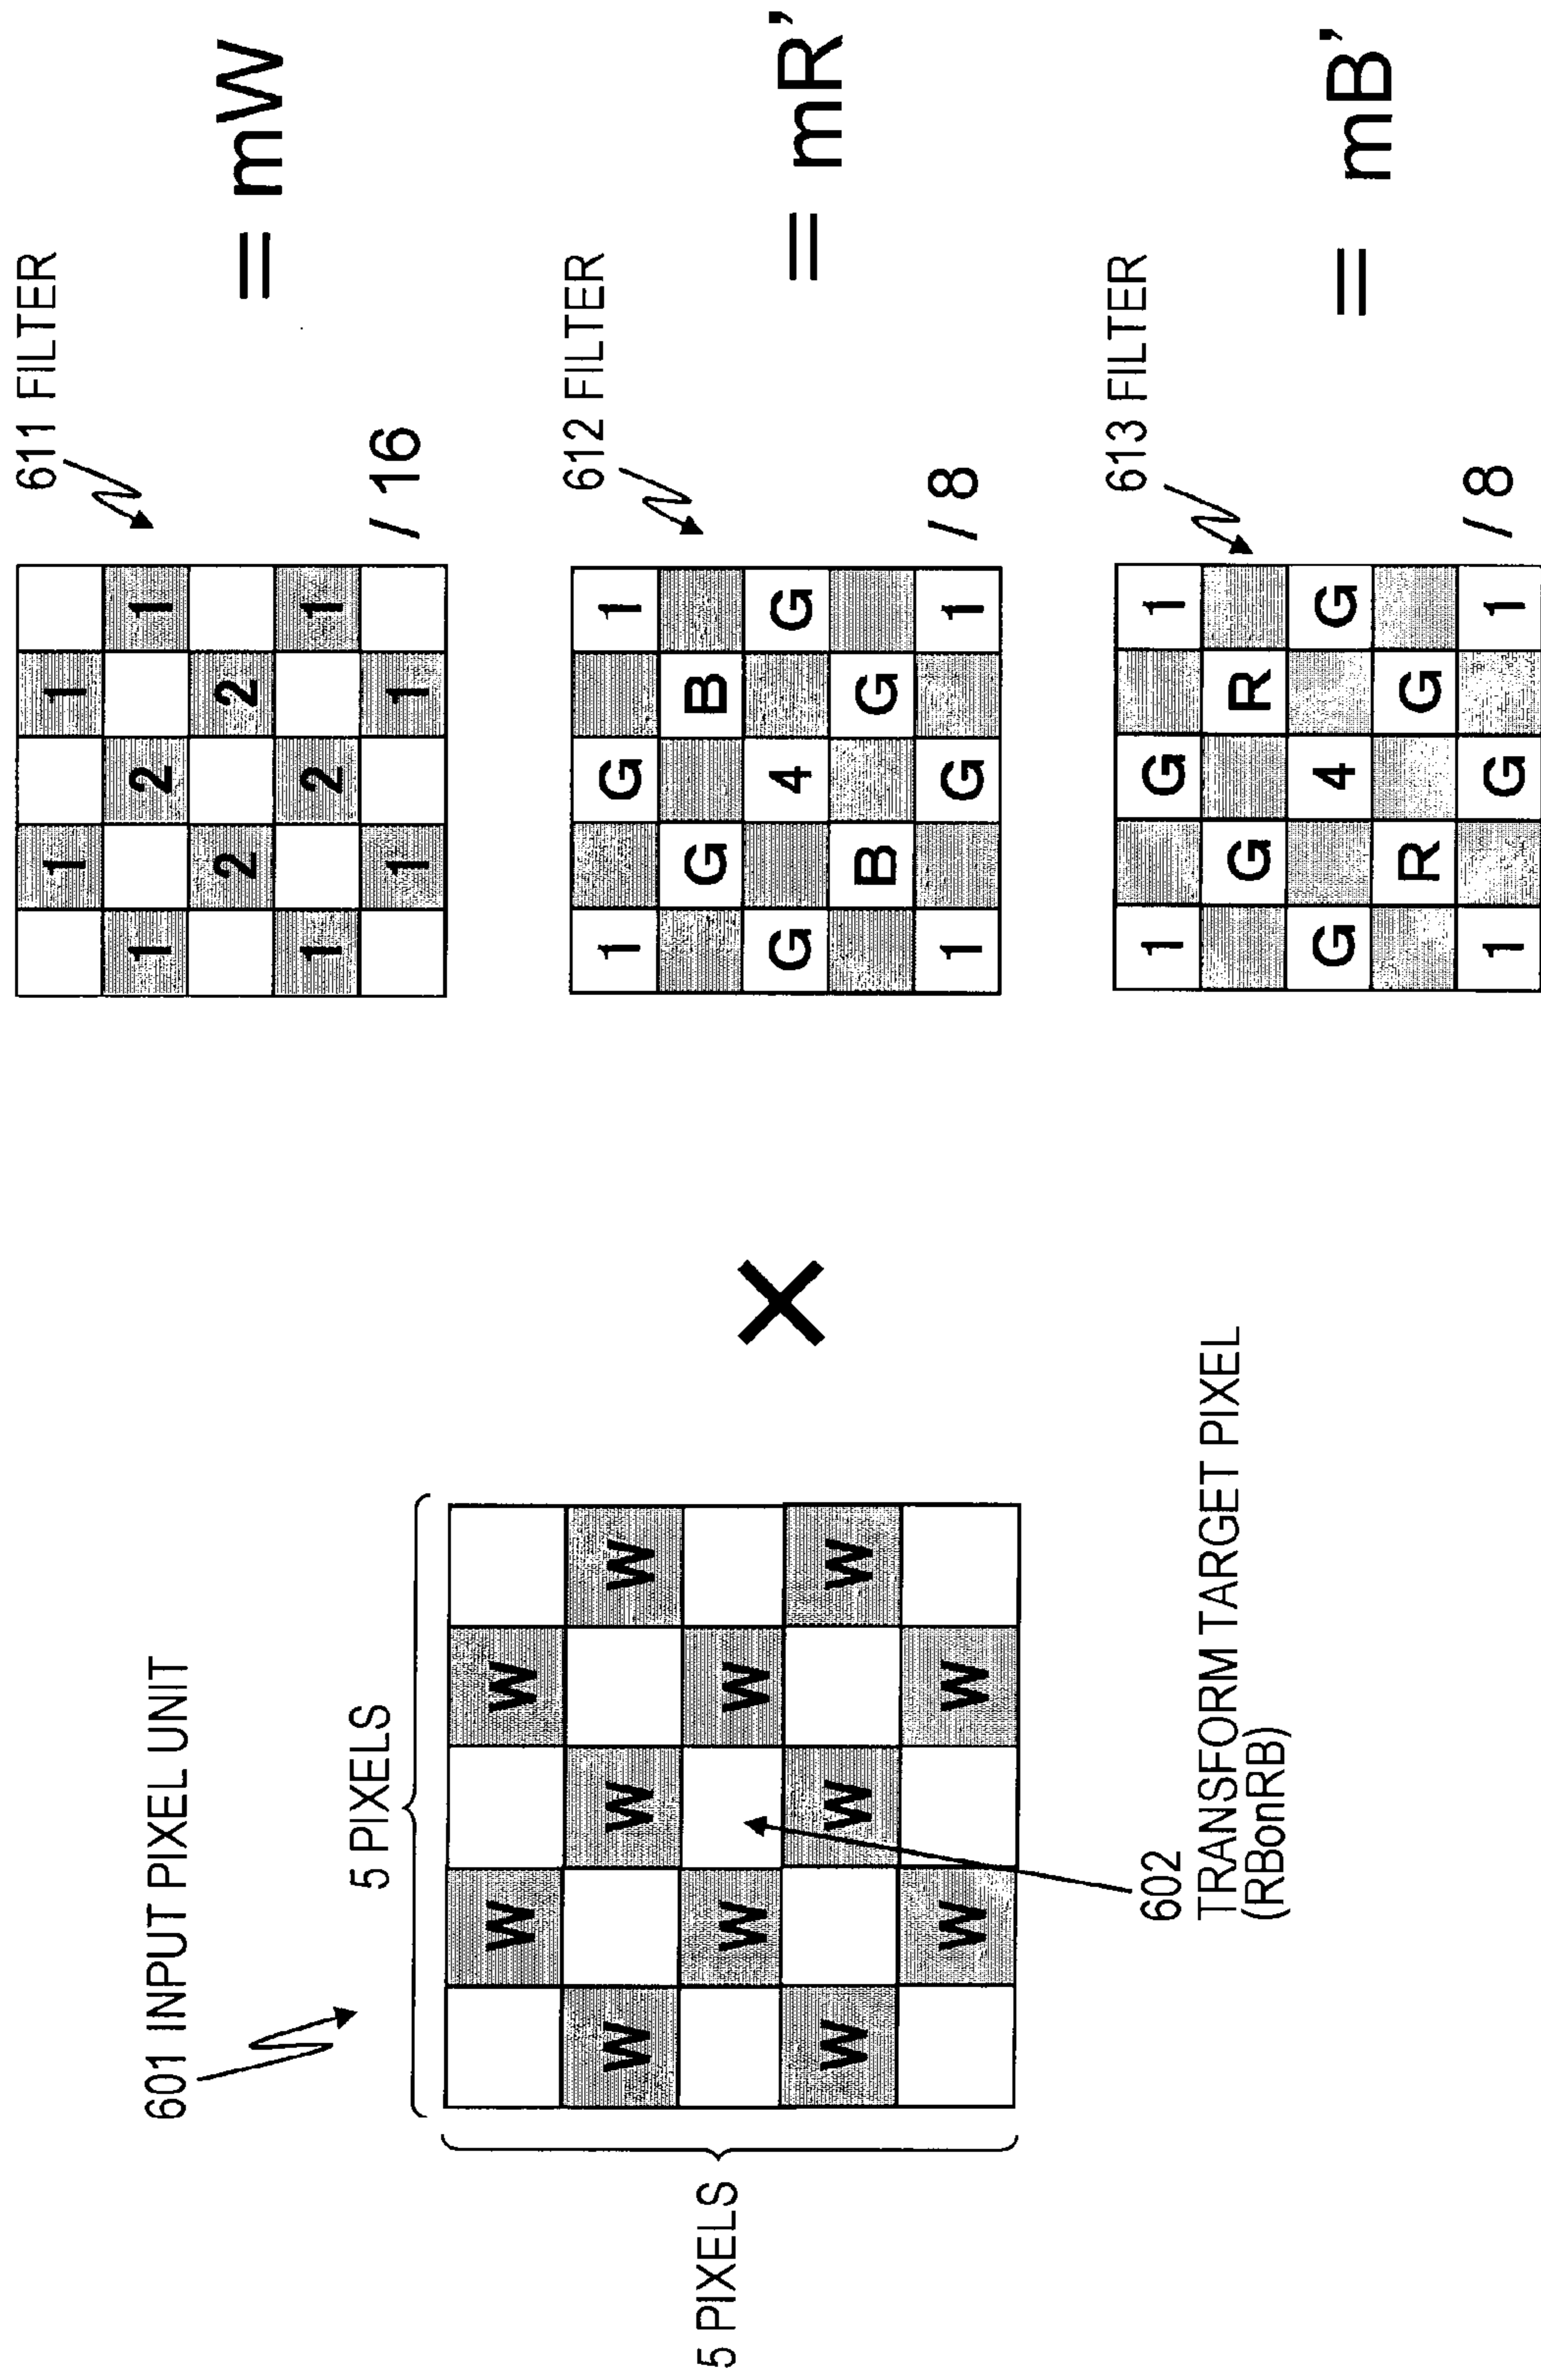 601 INPUT PIXEL UNIT
5 PIXELS
5 PIXELS
W W
W W W
W W
W W W
W W
602
TRANSFORM TARGET PIXEL
(RBonRB)
×
611 FILTER
1 1
1 2 1
2 2
1 2 1
1 1
/ 16
= mW
612 FILTER
1 G 1
G B
G 4 G
B G
1 G 1
/ 8
= mR'
613 FILTER
1 G 1
G R
G 4 G
R G
1 G 1
/ 8
= mB'